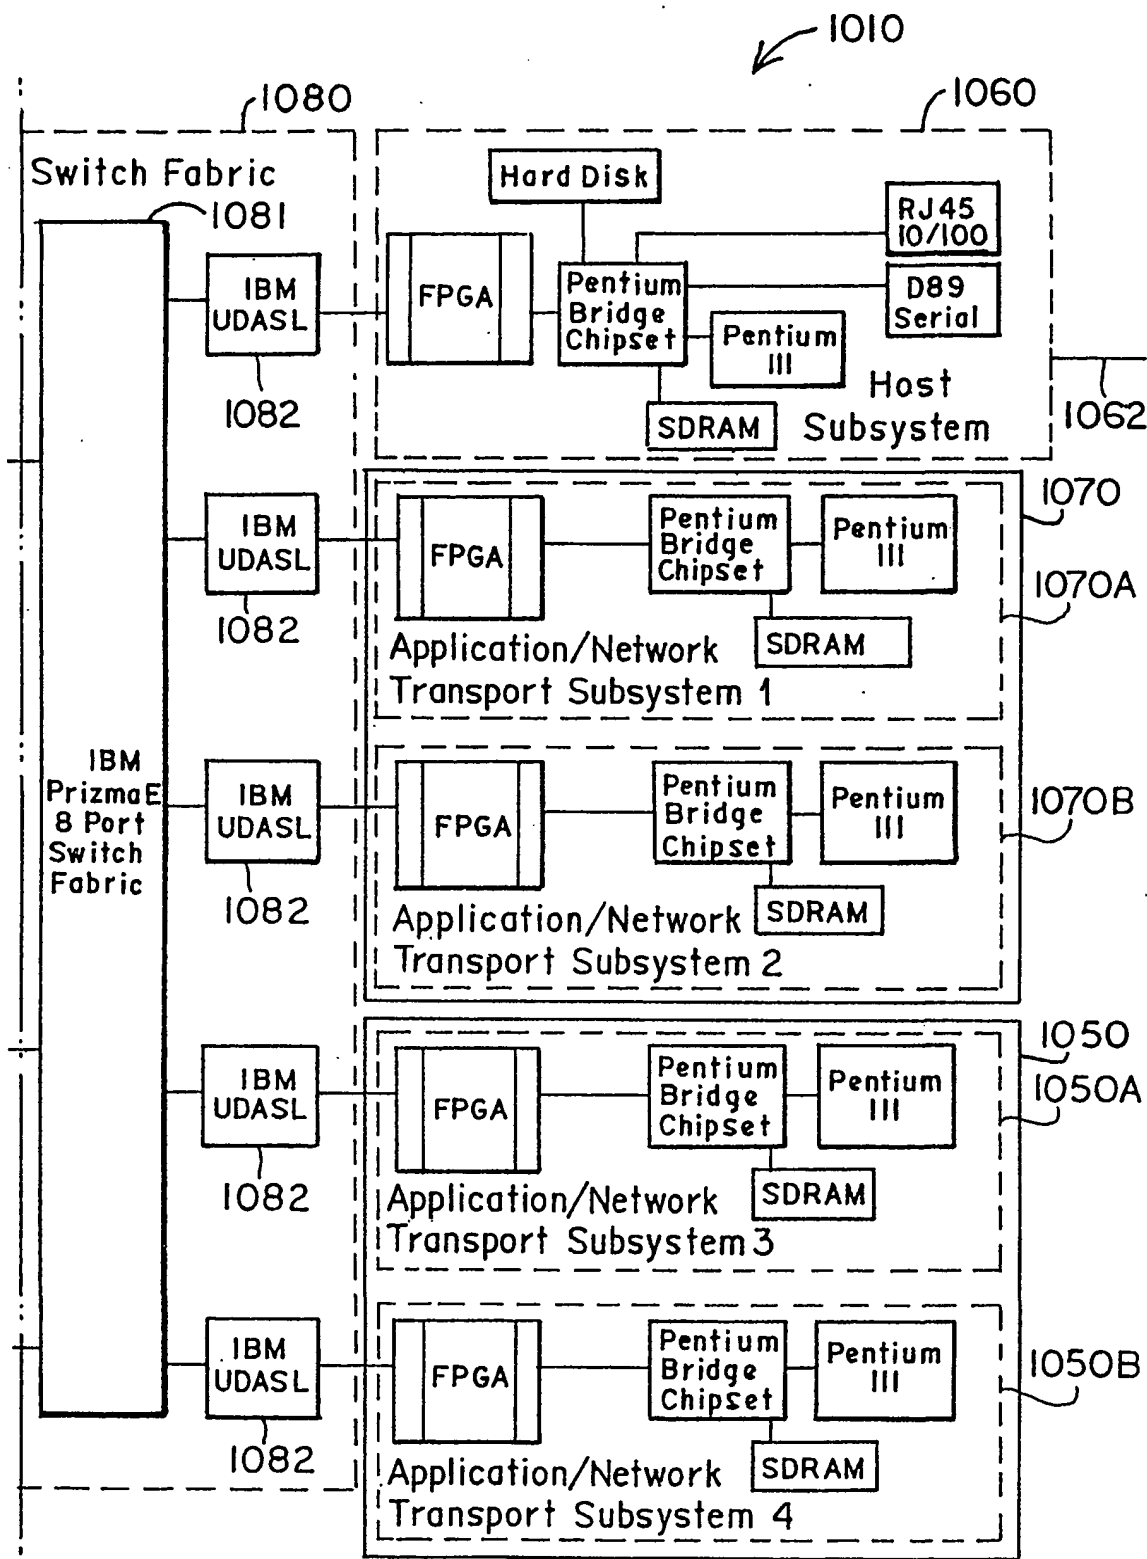 1010
1080
1060
Switch Fabric
1081
Hard Disk
RJ45
10/100
IBM
UDASL
1082
FPGA
Pentium
Bridge
Chipset
D89
Serial
Pentium
III
SDRAM
Host
Subsystem
1062
IBM
UDASL
1082
FPGA
Pentium
Bridge
Chipset
Pentium
III
SDRAM
Application/Network
Transport Subsystem 1
1070
1070A
IBM
PrizmaE
8 Port
Switch
Fabric
IBM
UDASL
1082
FPGA
Pentium
Bridge
Chipset
Pentium
III
SDRAM
Application/Network
Transport Subsystem 2
1070B
IBM
UDASL
1082
FPGA
Pentium
Bridge
Chipset
Pentium
III
SDRAM
Application/Network
Transport Subsystem 3
1050
1050A
IBM
UDASL
1082
FPGA
Pentium
Bridge
Chipset
Pentium
III
SDRAM
Application/Network
Transport Subsystem 4
1050B